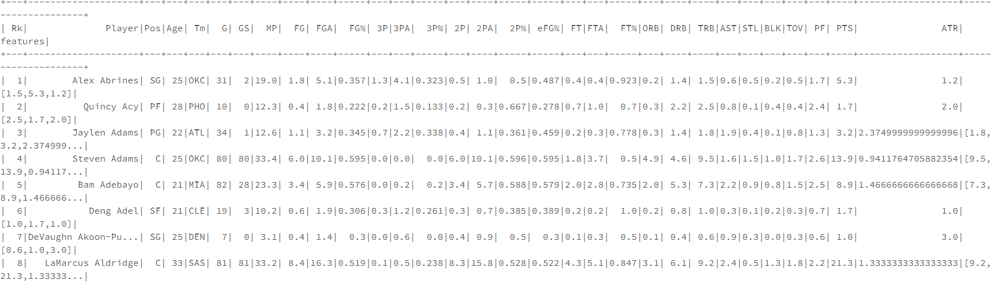 +---+--------------------+---+---+---+---+---+----+----+----+-----+---+---+-----+---+----+-----+-----+---+---+-----+---+----+----+---+---+---+---+---+----+------------------+-----
---------------+
| Rk|              Player|Pos|Age| Tm|  G| GS|  MP|  FG| FGA|  FG%| 3P|3PA|  3P%| 2P| 2PA|  2P%| eFG%| FT|FTA|  FT%|ORB| DRB| TRB|AST|STL|BLK|TOV| PF| PTS|               ATR|
features|
+---+--------------------+---+---+---+---+---+----+----+----+-----+---+---+-----+---+----+-----+-----+---+---+-----+---+----+----+---+---+---+---+---+----+------------------+-----
---------------+
|  1|        Alex Abrines| SG| 25|OKC| 31|  2|19.0| 1.8| 5.1|0.357|1.3|4.1|0.323|0.5| 1.0|  0.5|0.487|0.4|0.4|0.923|0.2| 1.4| 1.5|0.6|0.5|0.2|0.5|1.7| 5.3|               1.2|
[1.5,5.3,1.2]|
|  2|          Quincy Acy| PF| 28|PHO| 10|  0|12.3| 0.4| 1.8|0.222|0.2|1.5|0.133|0.2| 0.3|0.667|0.278|0.7|1.0|  0.7|0.3| 2.2| 2.5|0.8|0.1|0.4|0.4|2.4| 1.7|               2.0|
[2.5,1.7,2.0]|
|  3|        Jaylen Adams| PG| 22|ATL| 34|  1|12.6| 1.1| 3.2|0.345|0.7|2.2|0.338|0.4| 1.1|0.361|0.459|0.2|0.3|0.778|0.3| 1.4| 1.8|1.9|0.4|0.1|0.8|1.3| 3.2|2.3749999999999996|[1.8,
3.2,2.374999...|
|  4|        Steven Adams|  C| 25|OKC| 80| 80|33.4| 6.0|10.1|0.595|0.0|0.0|  0.0|6.0|10.1|0.596|0.595|1.8|3.7|  0.5|4.9| 4.6| 9.5|1.6|1.5|1.0|1.7|2.6|13.9|0.9411764705882354|[9.5,
13.9,0.94117...|
|  5|         Bam Adebayo|  C| 21|MIA| 82| 28|23.3| 3.4| 5.9|0.576|0.0|0.2|  0.2|3.4| 5.7|0.588|0.579|2.0|2.8|0.735|2.0| 5.3| 7.3|2.2|0.9|0.8|1.5|2.5| 8.9|1.4666666666666668|[7.3,
8.9,1.466666...|
|  6|           Deng Adel| SF| 21|CLE| 19|  3|10.2| 0.6| 1.9|0.306|0.3|1.2|0.261|0.3| 0.7|0.385|0.389|0.2|0.2|  1.0|0.2| 0.8| 1.0|0.3|0.1|0.2|0.3|0.7| 1.7|               1.0|
[1.0,1.7,1.0]|
|  7|DeVaughn Akoon-Pu...| SG| 25|DEN|  7|  0| 3.1| 0.4| 1.4|  0.3|0.0|0.6|  0.0|0.4| 0.9|  0.5|  0.3|0.1|0.3|  0.5|0.1| 0.4| 0.6|0.9|0.3|0.0|0.3|0.6| 1.0|               3.0|
[0.6,1.0,3.0]|
|  8|   LaMarcus Aldridge|  C| 33|SAS| 81| 81|33.2| 8.4|16.3|0.519|0.1|0.5|0.238|8.3|15.8|0.528|0.522|4.3|5.1|0.847|3.1| 6.1| 9.2|2.4|0.5|1.3|1.8|2.2|21.3|1.3333333333333333|[9.2,
21.3,1.33333...|